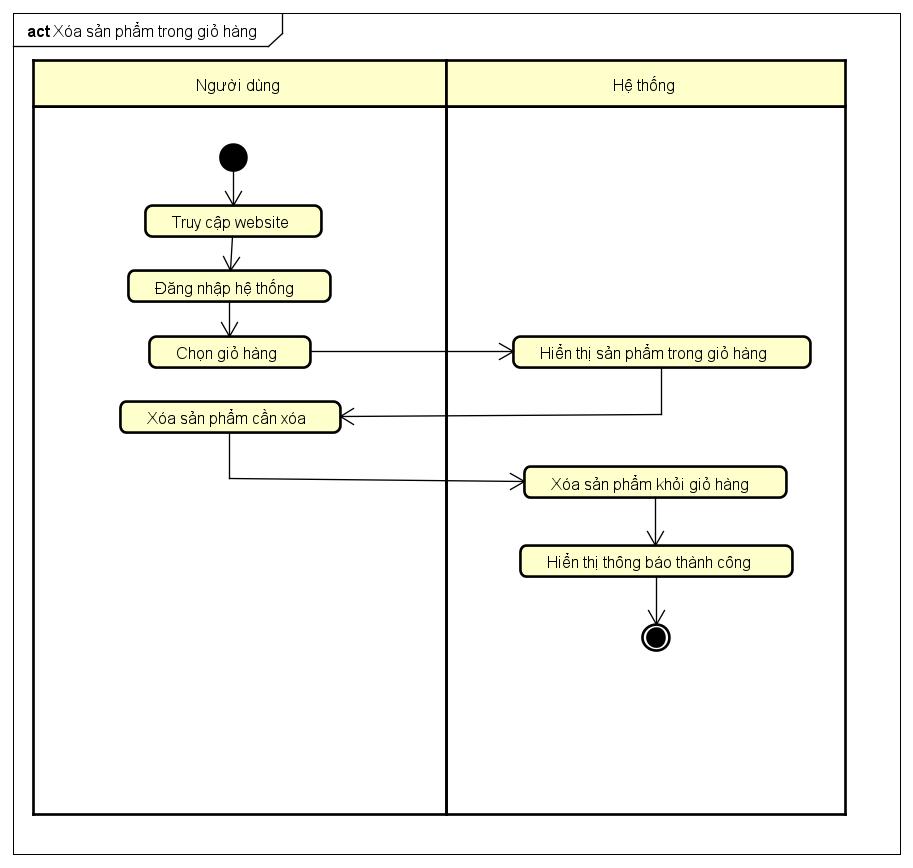 act Xóa sản phẩm trong giỏ hàng
Người dùng
Hệ thống
Truy cập website
Đăng nhập hệ thống
Chọn giỏ hàng
Hiển thị sản phẩm trong giỏ hàng
Xóa sản phẩm cần xóa
Xóa sản phẩm khỏi giỏ hàng
Hiển thị thông báo thành công